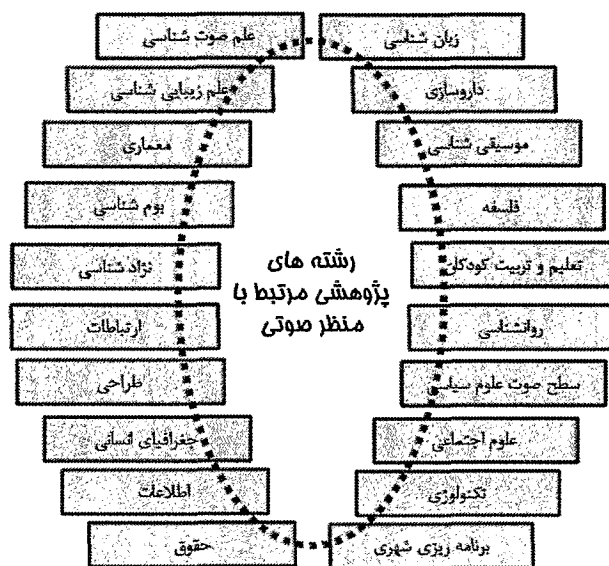 زبان شناسی
علم صوت شناسی
داروسازی
علم زیبایی شناسی
موسیقی شناسی
معماری
فلسفه
بوم شناسی
رشته های
پژوهشی مرتبط با
منظر صوتی
تعلیم و تربیت کودکان
نژاد شناسی
روانشناسی
ارتباطات
سطح صوت علوم
طراحی
علوم اجتماعی
جغرافیای انسانی
تکنولوژی
اطلاعات
برنامه ریزی شهری
حقوق